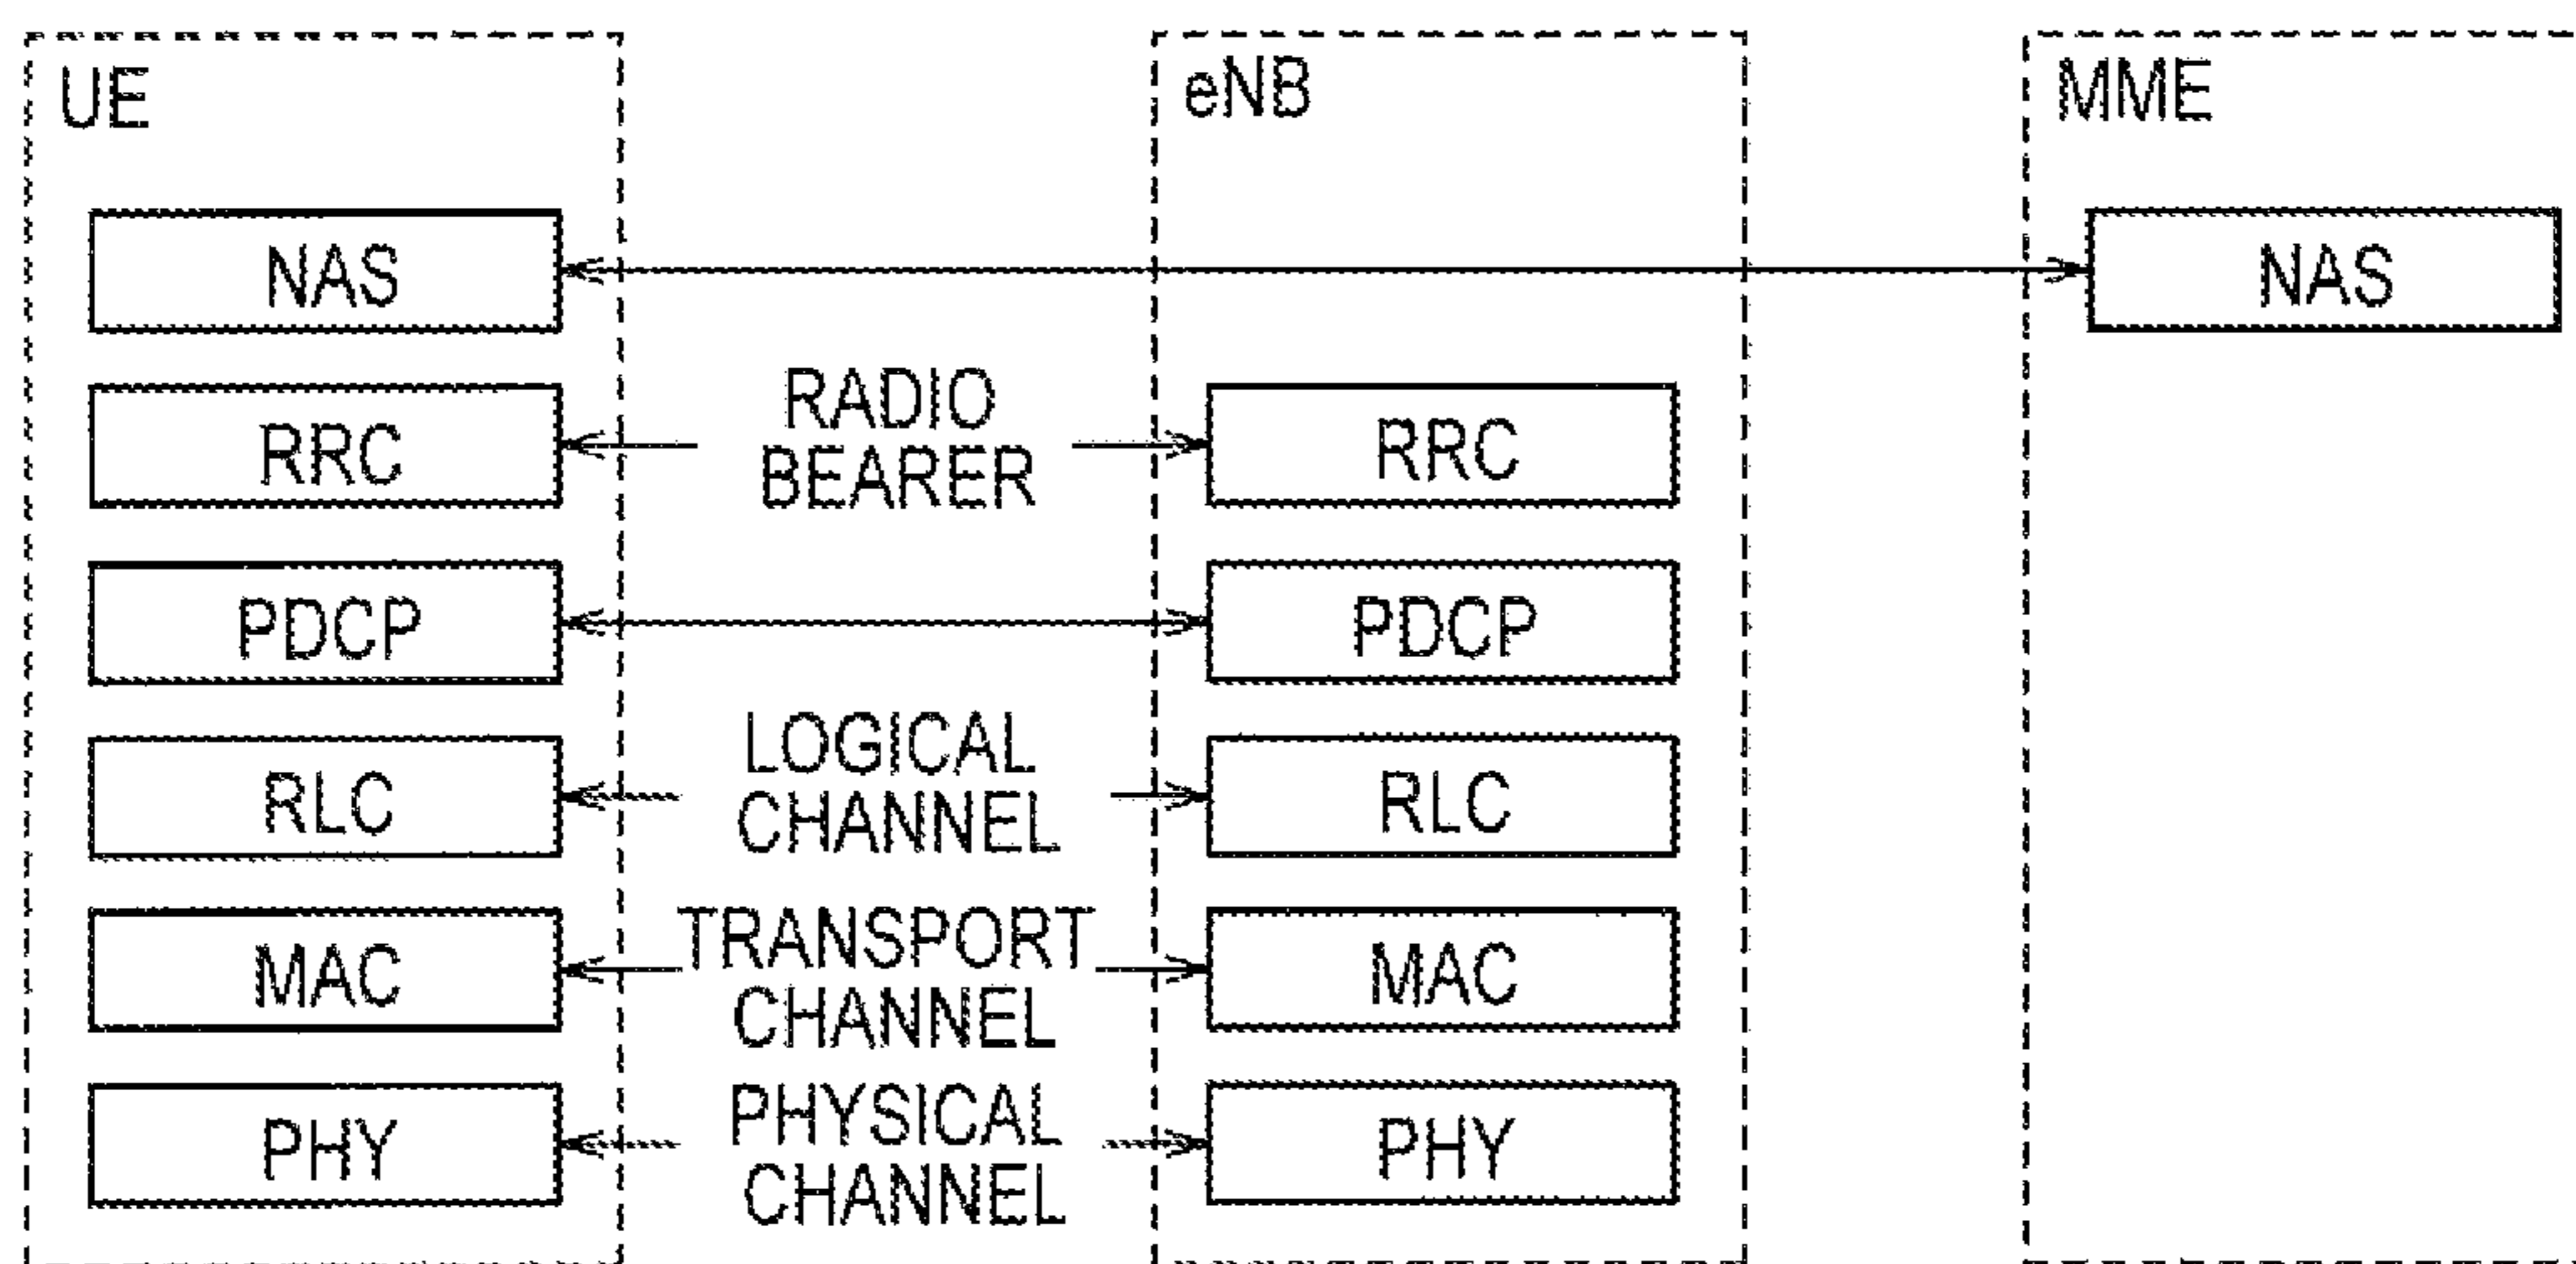 UE
eNB
MME
NAS
NAS
RADIO
BEARER
RRC
RRC
PDCP
PDCP
LOGICAL
CHANNEL
RLC
RLC
TRANSPORT
CHANNEL
MAC
MAC
PHYSICAL
CHANNEL
PHY
PHY